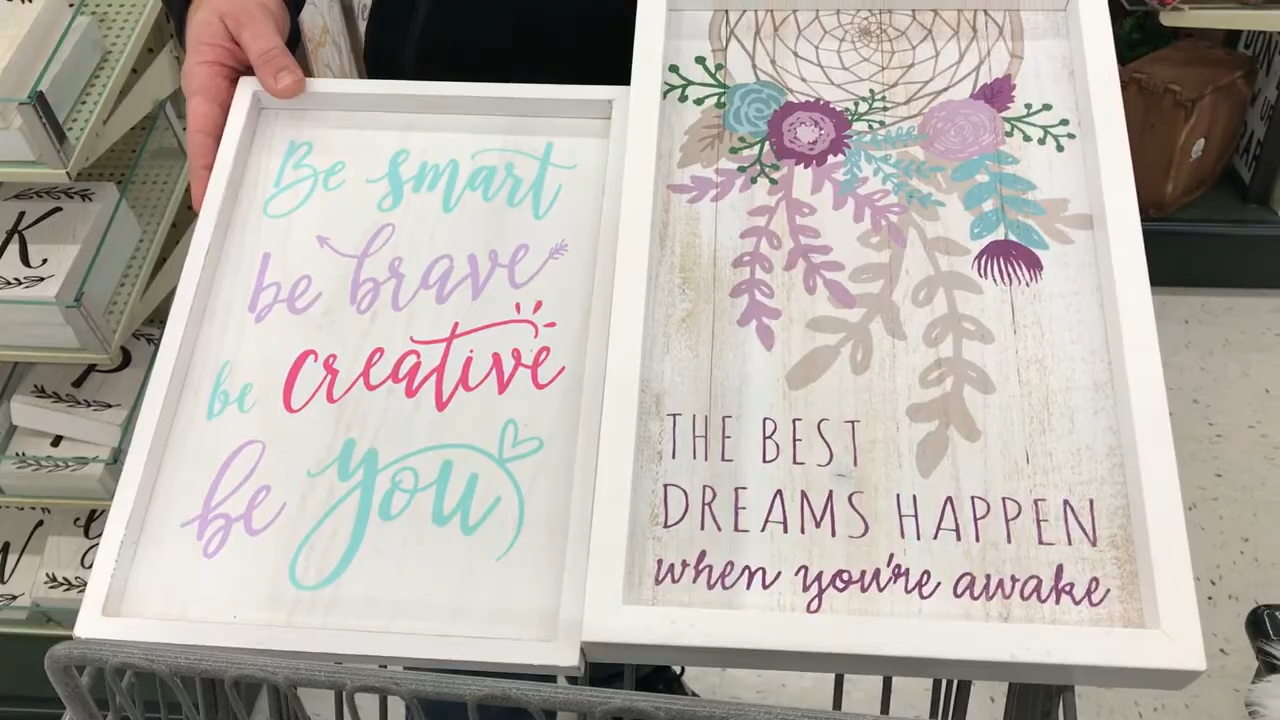 Be smart
be brave
be creative
be you
THE BEST
DREAMS HAPPEN
when you're awake
K
P
W